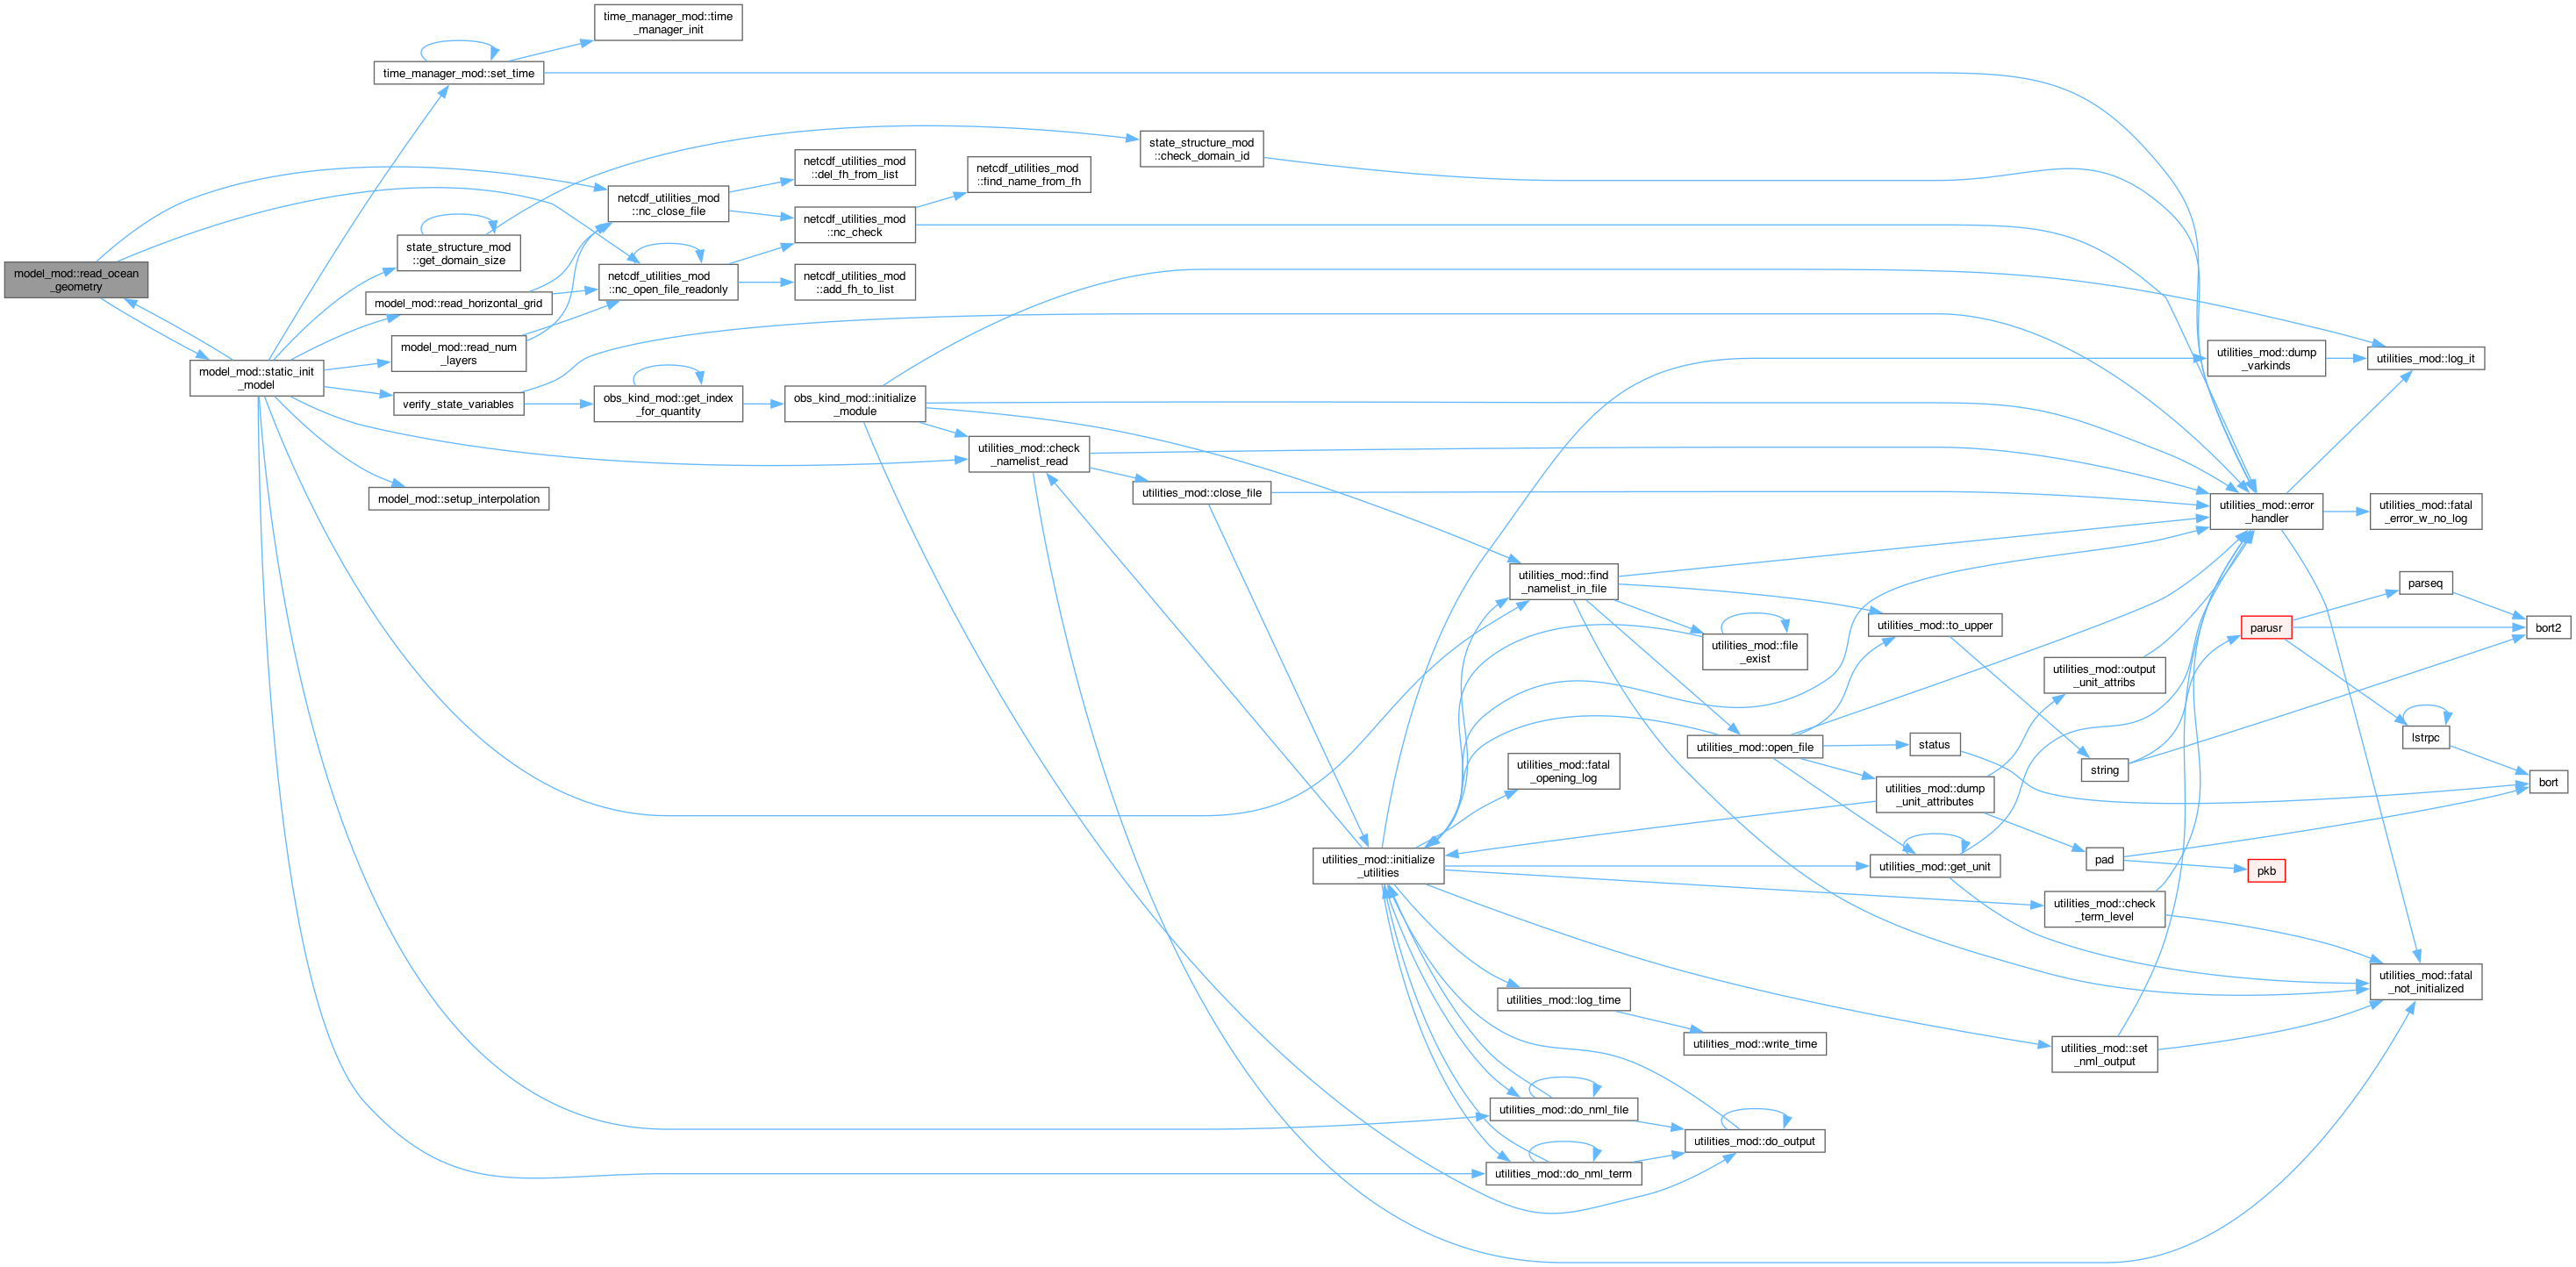 time_manager_mod::time
_manager_init
time_manager_mod::set_time
state_structure_mod
::check_domain_id
netcdf_utilities_mod
::del_fh_from_list
netcdf_utilities_mod
::find_name_from_fh
netcdf_utilities_mod
::nc_close_file
netcdf_utilities_mod
::nc_check
state_structure_mod
::get_domain_size
model_mod::read_ocean
_geometry
netcdf_utilities_mod
::nc_open_file_readonly
netcdf_utilities_mod
::add_fh_to_list
model_mod::read_horizontal_grid
model_mod::read_num
_layers
utilities_mod::dump
_varkinds
utilities_mod::log_it
model_mod::static_init
_model
verify_state_variables
obs_kind_mod::get_index
_for_quantity
obs_kind_mod::initialize
_module
utilities_mod::check
_namelist_read
model_mod::setup_interpolation
utilities_mod::close_file
utilities_mod::error
_handler
utilities_mod::fatal
_error_w_no_log
utilities_mod::find
_namelist_in_file
parseq
utilities_mod::to_upper
parusr
bort2
utilities_mod::file
_exist
utilities_mod::output
_unit_attribs
utilities_mod::open_file
status
lstrpc
utilities_mod::fatal
_opening_log
string
bort
utilities_mod::dump
_unit_attributes
utilities_mod::initialize
_utilities
utilities_mod::get_unit
pad
pkb
utilities_mod::check
_term_level
utilities_mod::fatal
_not_initialized
utilities_mod::log_time
utilities_mod::write_time
utilities_mod::set
_nml_output
utilities_mod::do_nml_file
utilities_mod::do_output
utilities_mod::do_nml_term